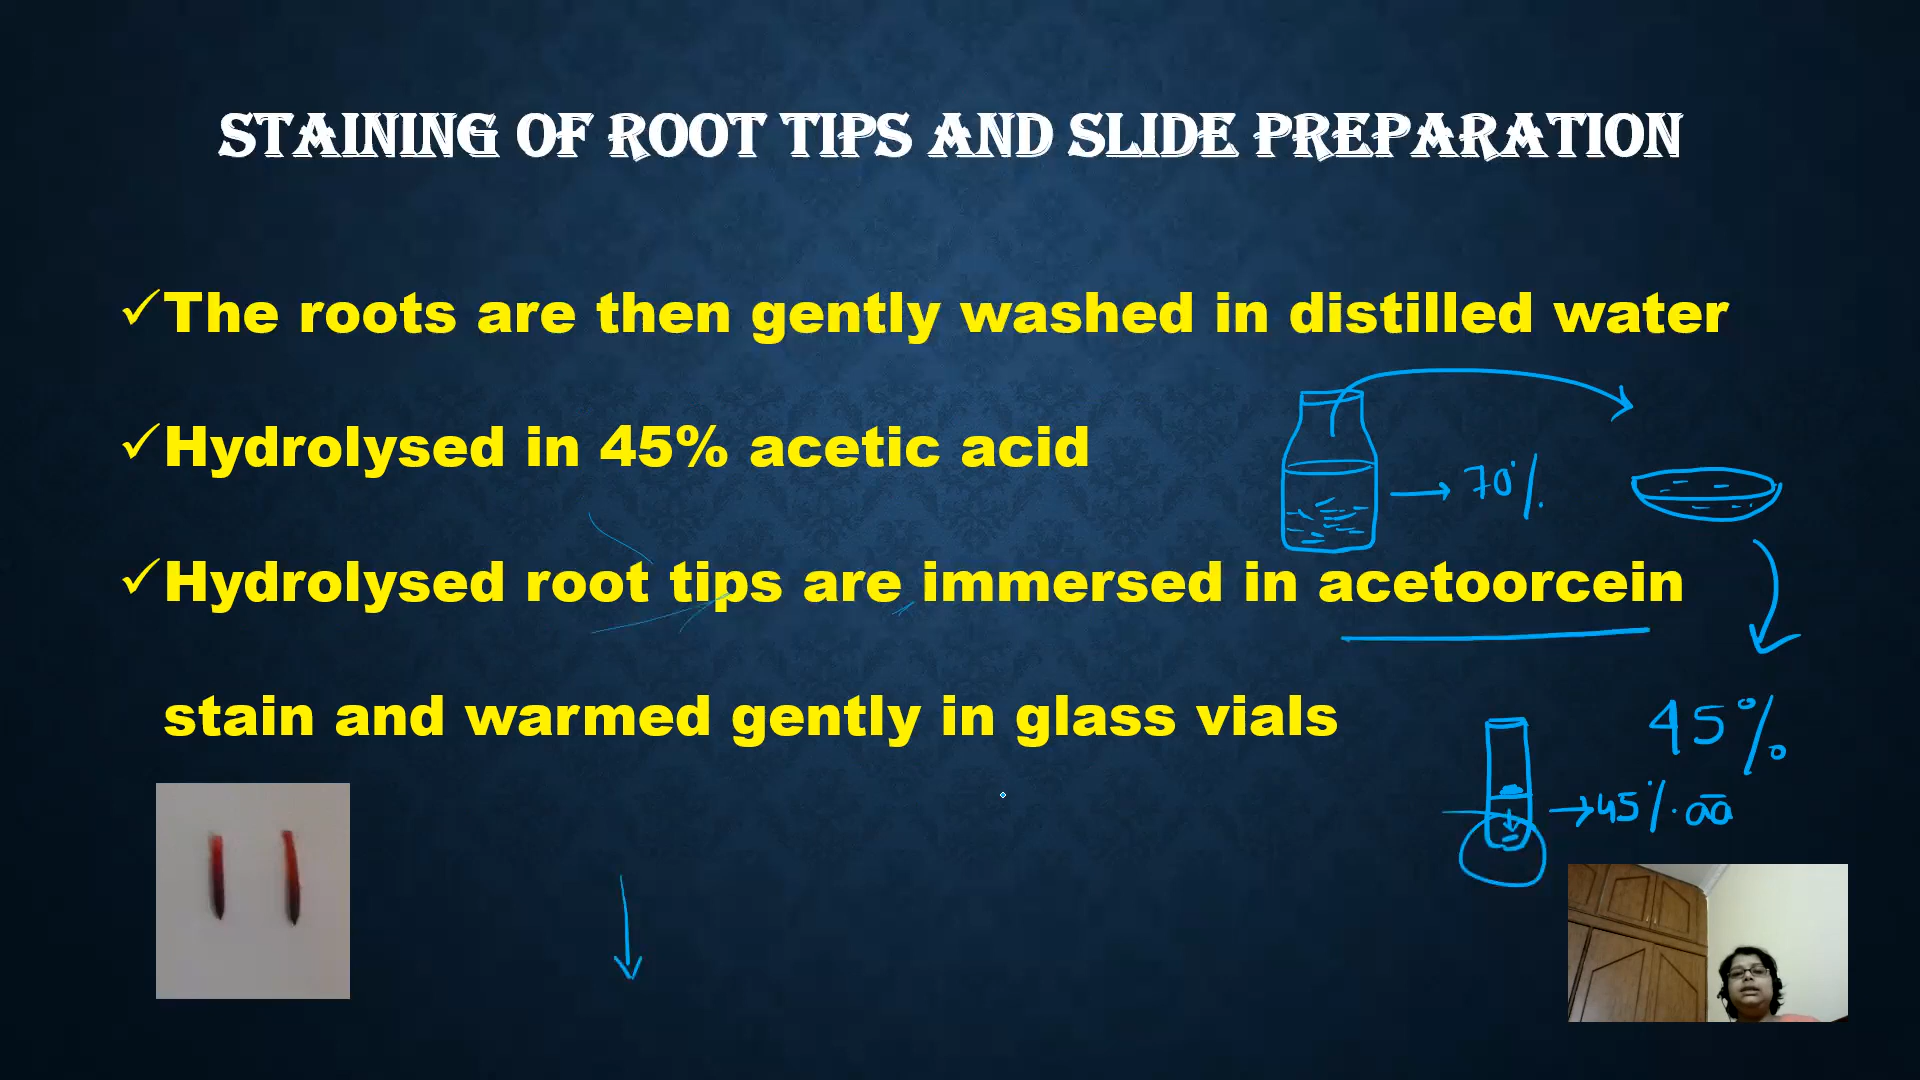 STAINING OF ROOT TIPS AND SLIDE PREPARATION
✓The roots are then gently washed in distilled water
✓Hydrolysed in 45% acetic acid
70%
✓Hydrolysed root tips are immersed in acetoorcein
stain and warmed gently in glass vials
45%
45%. aa